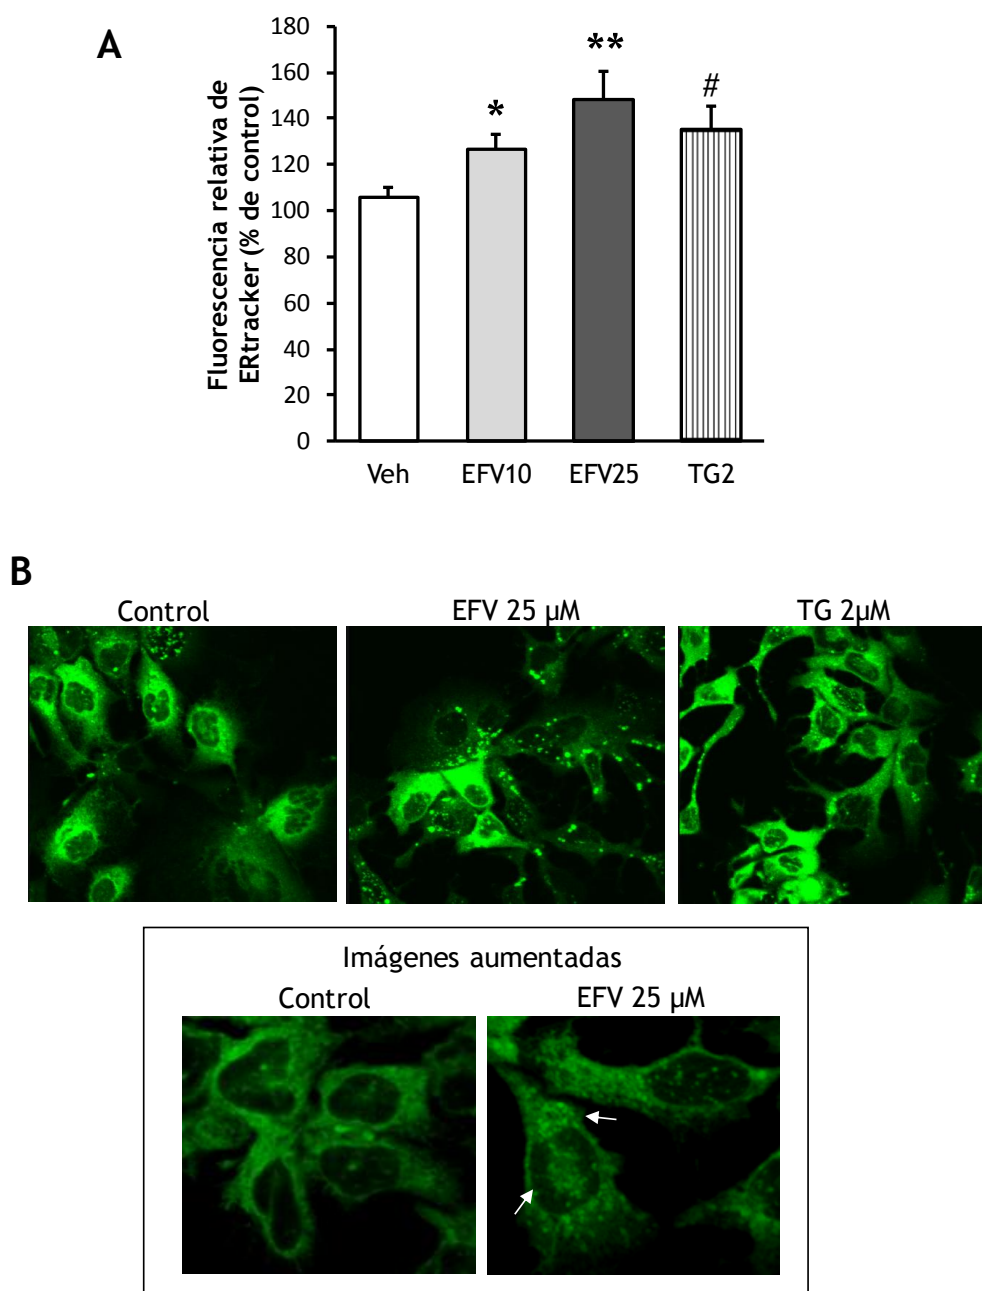 A
Fluorescencia relativa de
ERtracker (% de control)
180
160
140
120
100
80
60
40
20
0
*
**
#
Veh EFV10 EFV25 TG2
B
Control EFV 25 µM TG 2µM
Imágenes aumentadas
Control EFV 25 µM